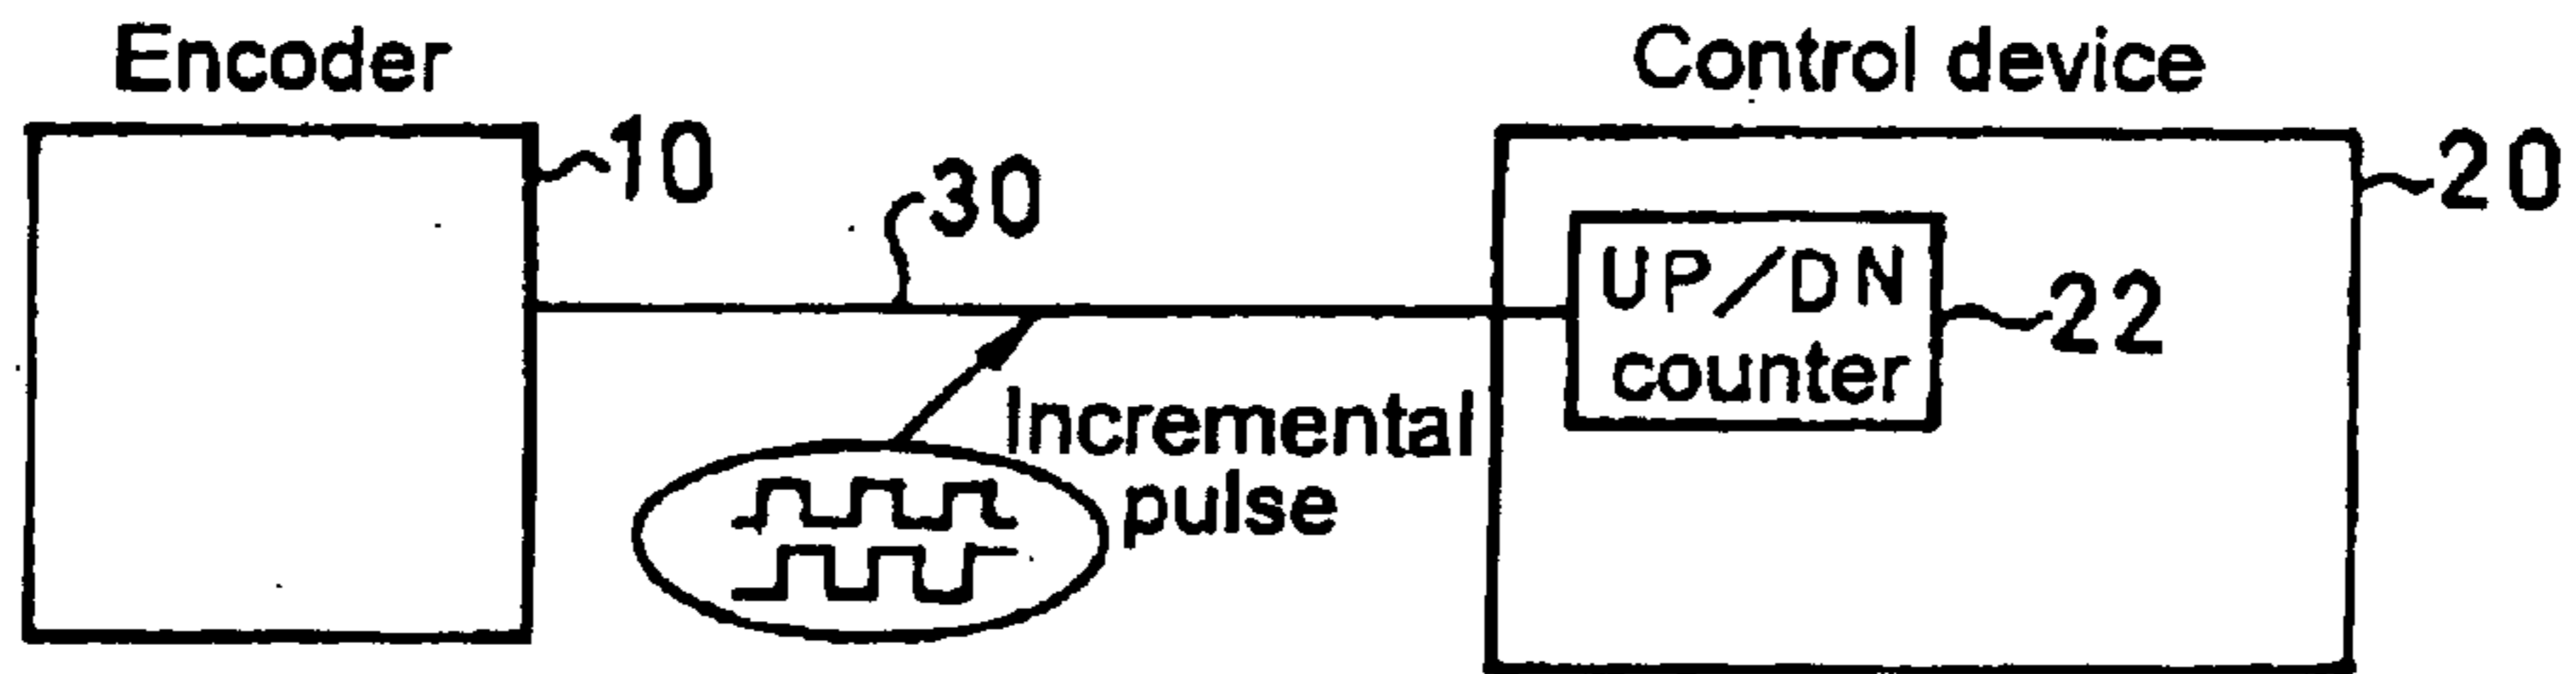 Encoder
Control device
10
20
30
UP/DN
counter
22
Incremental
pulse